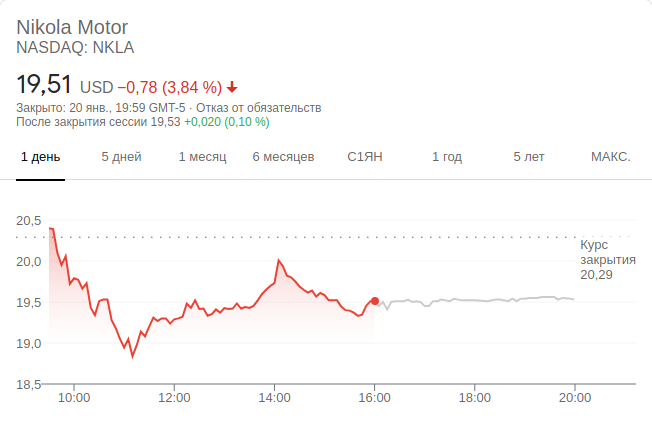 Nikola Motor
NASDAQ: NKLA
19,51 USD −0,78 (3,84 %)
Закрыто: 20 янв., 19:59 GMT-5 · Отказ от обязательств
После закрытия сессии 19,53 +0,020 (0,10 %)
1 день 5 дней 1 месяц 6 месяцев С1ЯН 1 год 5 лет МАКС.
20,5
Курс
закрытия
20,29
20,0
19,5
19,0
18,5
10:00 12:00 14:00 16:00 18:00 20:00